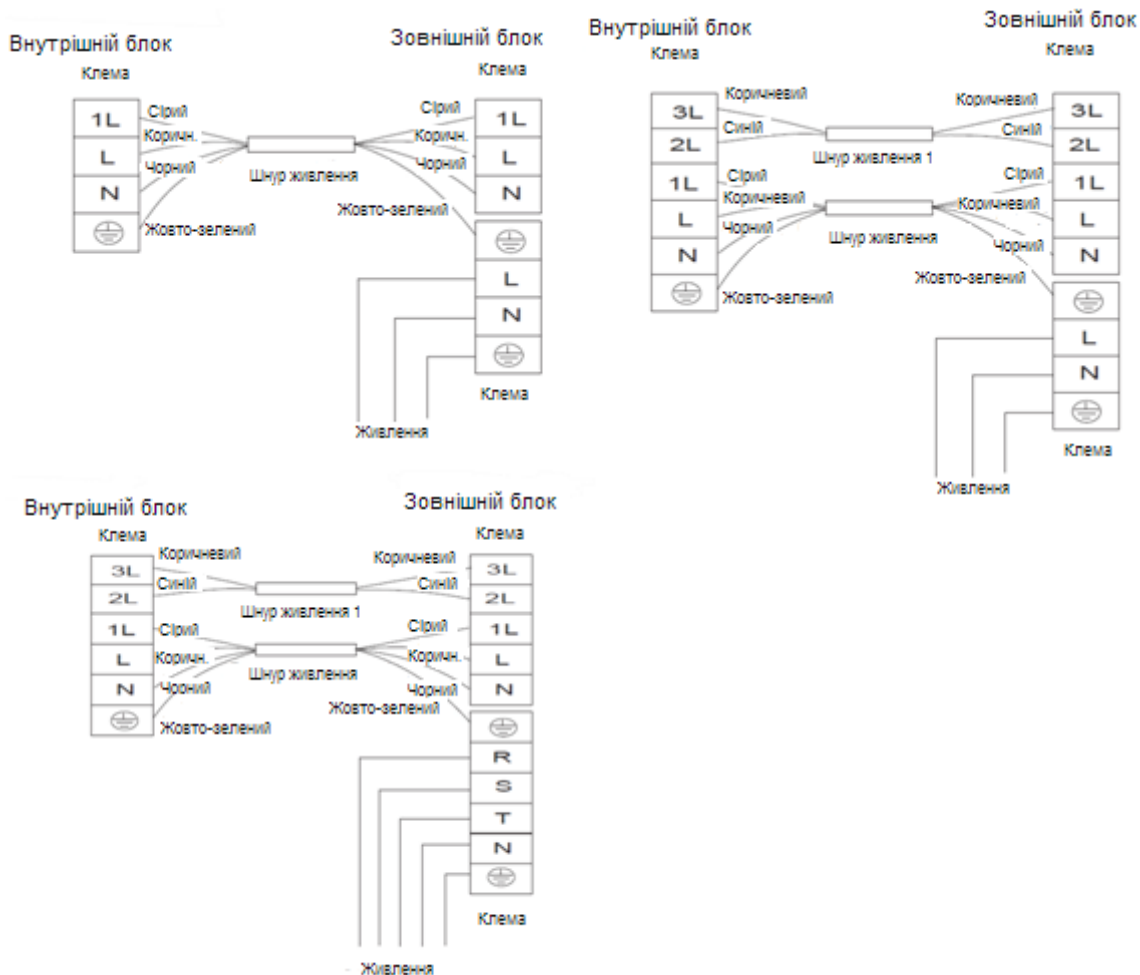 Внутрішній блок
Зовнішній блок
Клема
Клема
1L
Сірий
Сірий
1L
L
Коричн.
Коричн.
L
N
Чорний
Чорний
N
Шнур живлення
Жовто-зелений
Жовто-зелений
L
N
Клема
Живлення
Внутрішній блок
Зовнішній блок
Клема
Клема
3L
Коричневий
Коричневий
3L
2L
Синій
Синій
2L
Шнур живлення 1
1L
Сірий
Сірий
1L
L
Коричневий
Коричневий
L
N
Чорний
Чорний
N
Шнур живлення
Жовто-зелений
Жовто-зелений
L
N
Клема
Живлення
Внутрішній блок
Зовнішній блок
Клема
Клема
3L
Коричневий
Коричневий
3L
2L
Синій
Синій
2L
Шнур живлення 1
1L
Сірий
Сірий
1L
L
Коричн.
Коричн.
L
N
Чорний
Чорний
N
Шнур живлення
Жовто-зелений
Жовто-зелений
R
S
T
N
Клема
Живлення